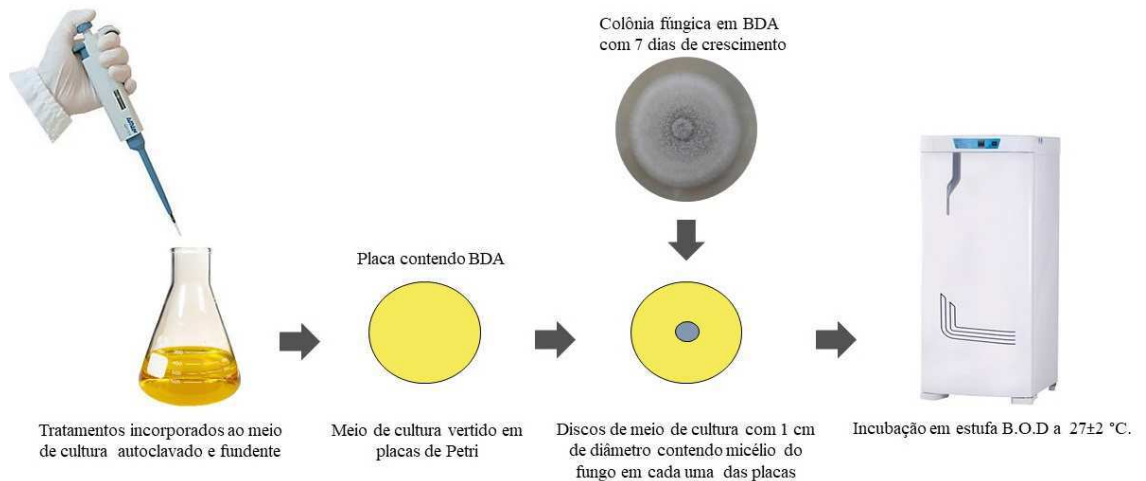 Colônia fúngica em BDA
com 7 dias de crescimento
Placa contendo BDA
Tratamentos incorporados ao meio
de cultura autoclavado e fundente
Meio de cultura vertido em
placas de Petri
Discos de meio de cultura com 1 cm
de diâmetro contendo micélio do
fungo em cada uma das placas
Incubação em estufa B.O.D a 27±2 °C.